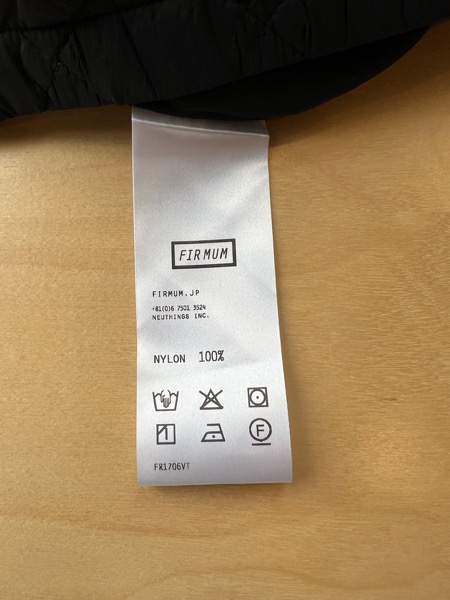 FIRMUM
FIRMUM.JP
+81(0)6 7501 3524
NEUTHINGS INC.
NYLON 100%
F
FR1706VT